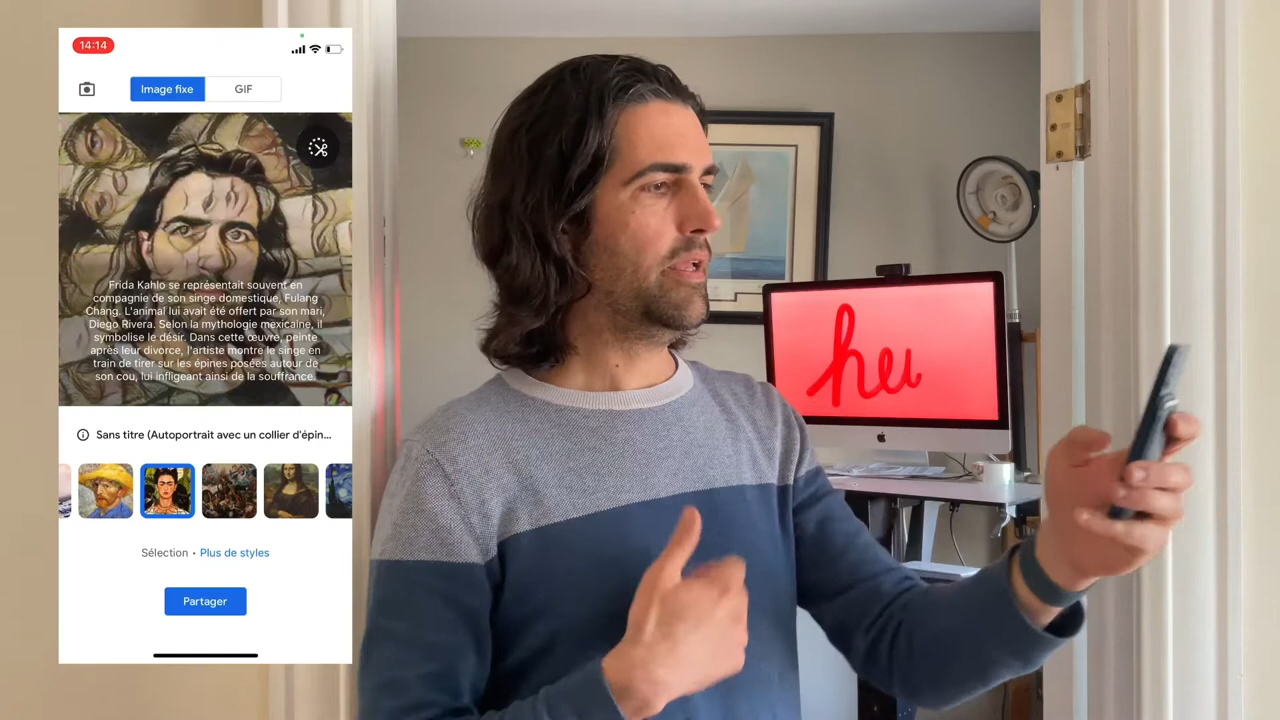 14:14
Image fixe
GIF
Frida Kahlo se représentait souvent en
compagnie de son singe domestique, Fulang
Chang. L'animal lui avait été offert par son mari,
Diego Rivera. Selon la mythologie mexicaine, il
symbolise le désir. Dans cette œuvre, peinte
après leur divorce, l'artiste montre le singe en
train de tirer sur les épines posées autour de
son cou, lui infligeant ainsi de la souffrance.
Sans titre (Autoportrait avec un collier d'épin...
Sélection • Plus de styles
Partager